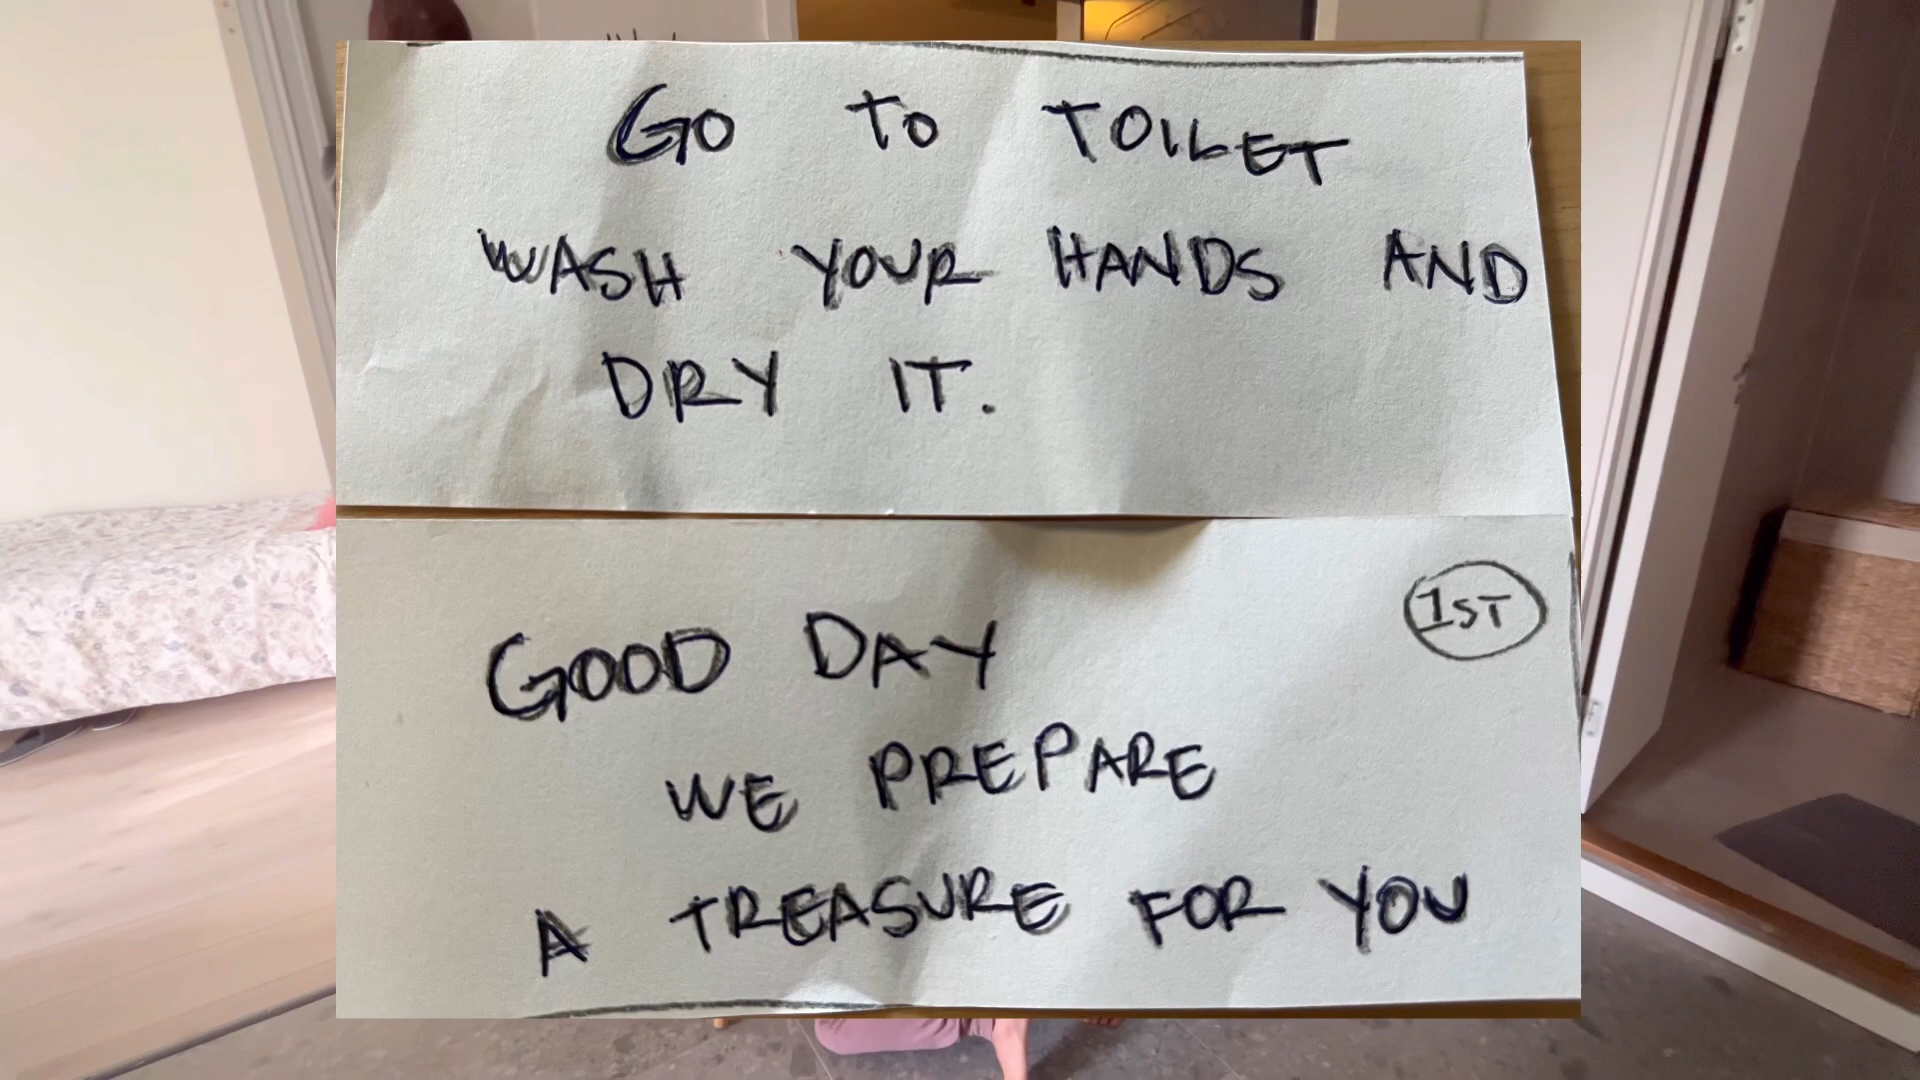 GO TO TOILET
WASH YOUR HANDS AND
DRY IT.
1ST
GOOD DAY
WE PREPARE
A TREASURE FOR YOU